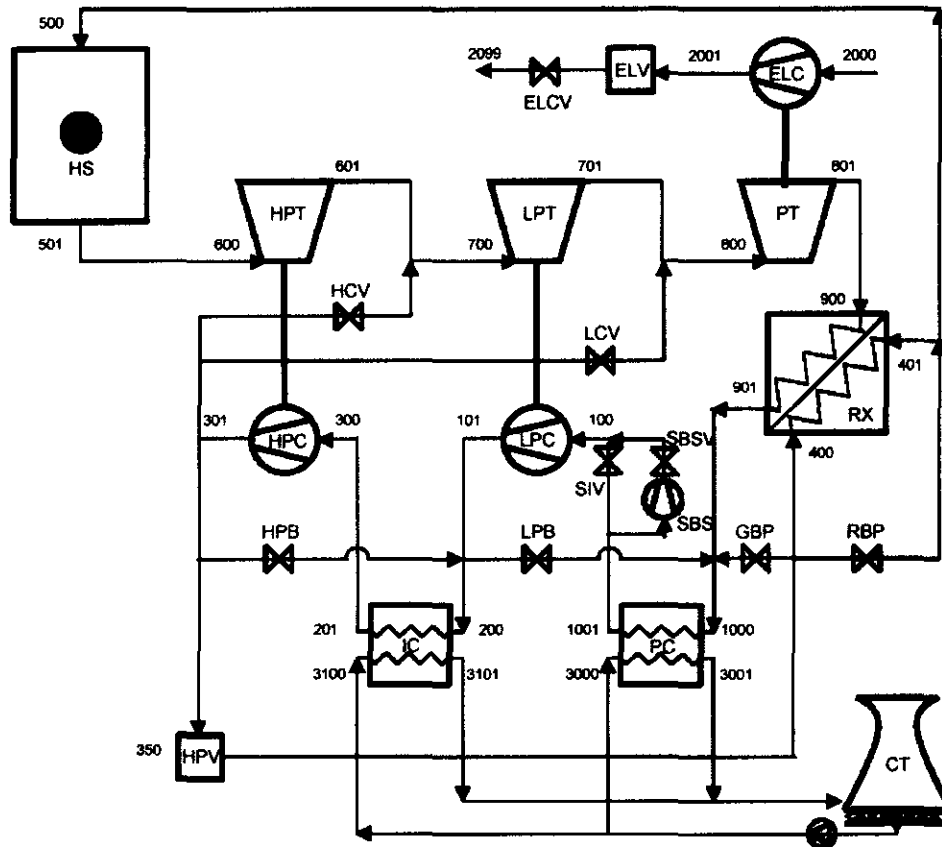 500
2099
ELV
2001
ELC
2000
ELCV
HS
601
701
801
HPT
LPT
PT
501
600
700
800
HCV
900
LCV
401
901
RX
301
300
101
100
SBSV
HPC
LPC
400
SIV
SBS
HPB
LPB
GBP
RBP
201
200
1001
1000
IC
PC
3100
3101
3000
3001
350
HPV
CT